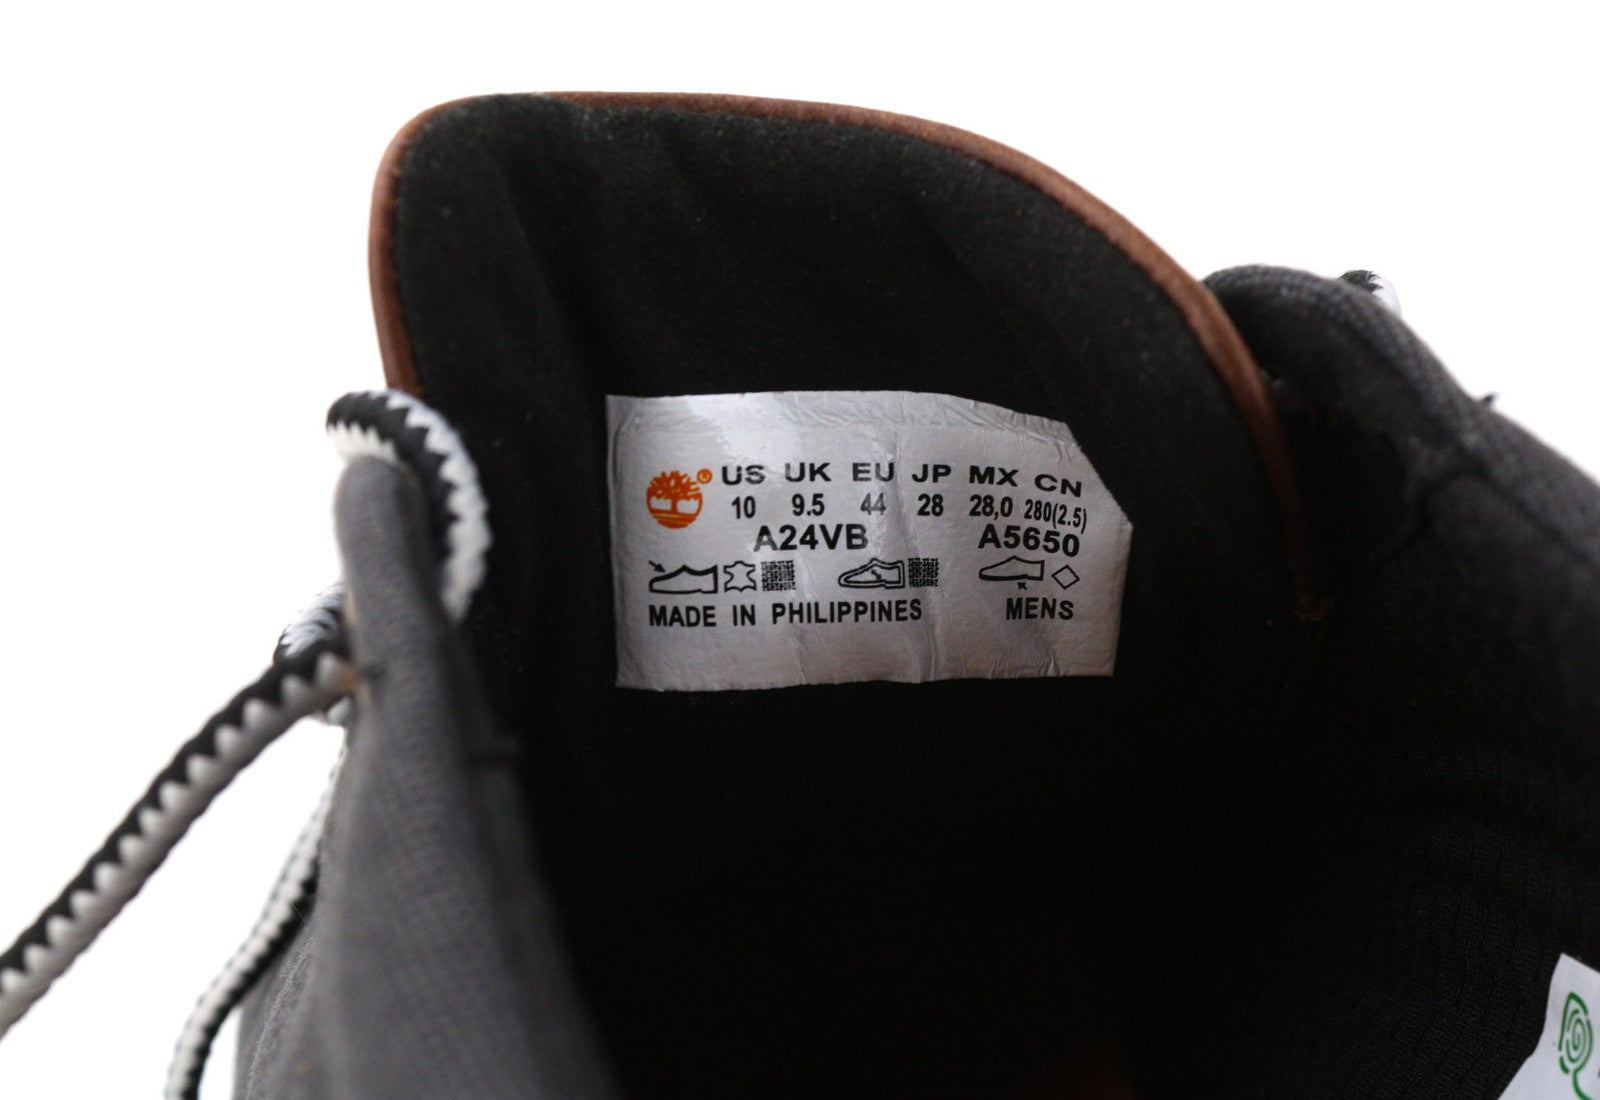 US UK EU JP MX CN
10 9.5 44 28 28,0 280(2.5)
A24VB A5650
MADE IN PHILIPPINES MENS